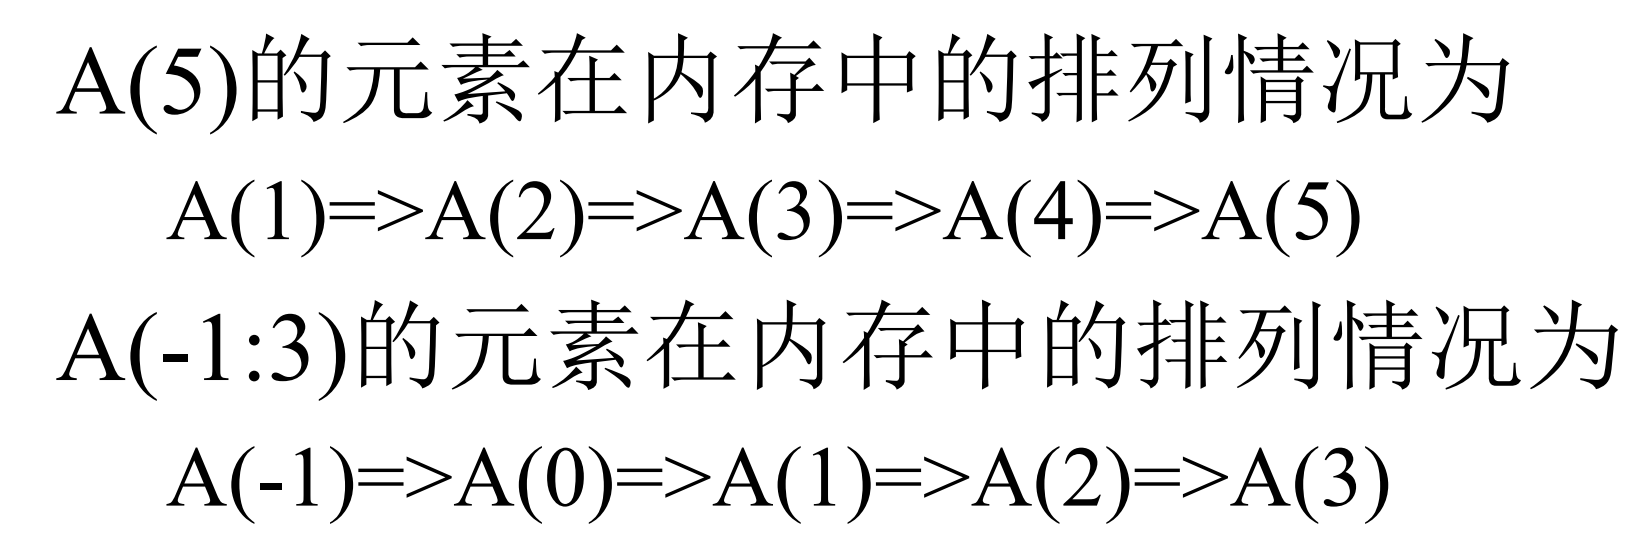 A(5)的元素在内存中的排列情况为
A(1)=>A(2)=>A(3)=>A(4)=>A(5)
A(-1:3)的元素在内存中的排列情况为
A(-1)=>A(0)=>A(1)=>A(2)=>A(3)